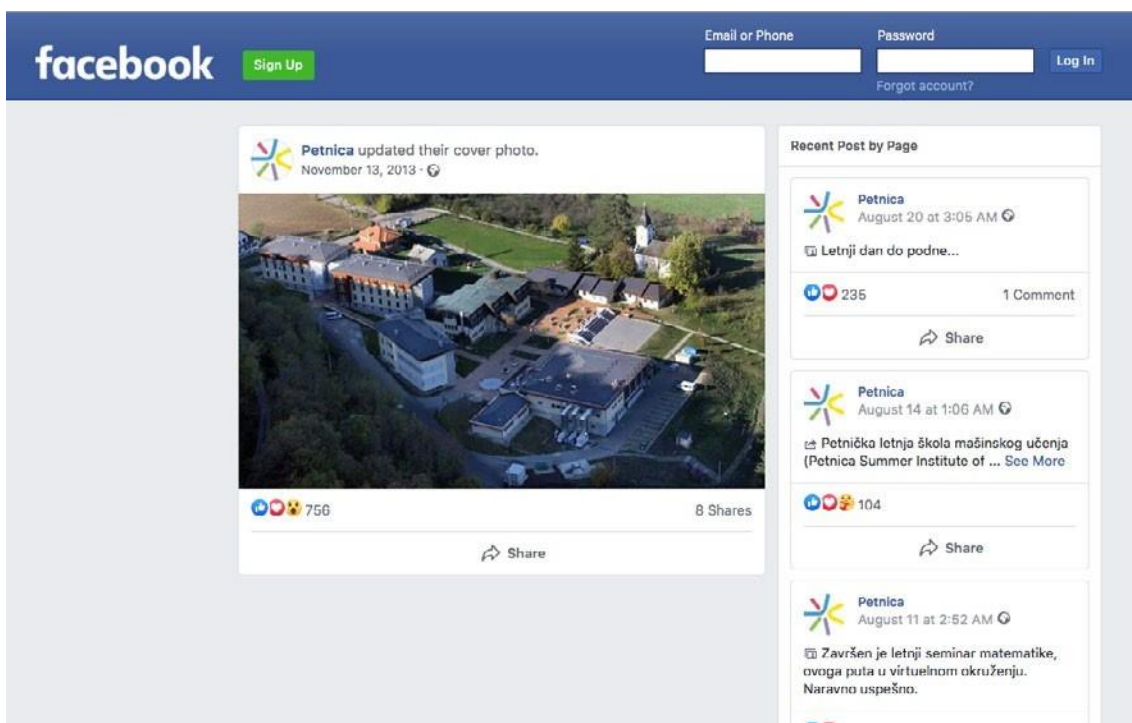 facebook
Sign Up
Email or Phone
Password
Log In
Forgot account?
Petnica updated their cover photo.
November 13, 2013 ·
756
8 Shares
Share
Recent Post by Page
Petnica
August 20 at 3:05 AM
Letnji dan do podne...
235
1 Comment
Share
Petnica
August 14 at 1:06 AM
Petnička letnja škola mašinskog učenja
(Petnica Summer Institute of ... See More
104
Share
Petnica
August 11 at 2:52 AM
Završen je letnji seminar matematike,
ovoga puta u virtuelnom okruženju.
Naravno uspešno.